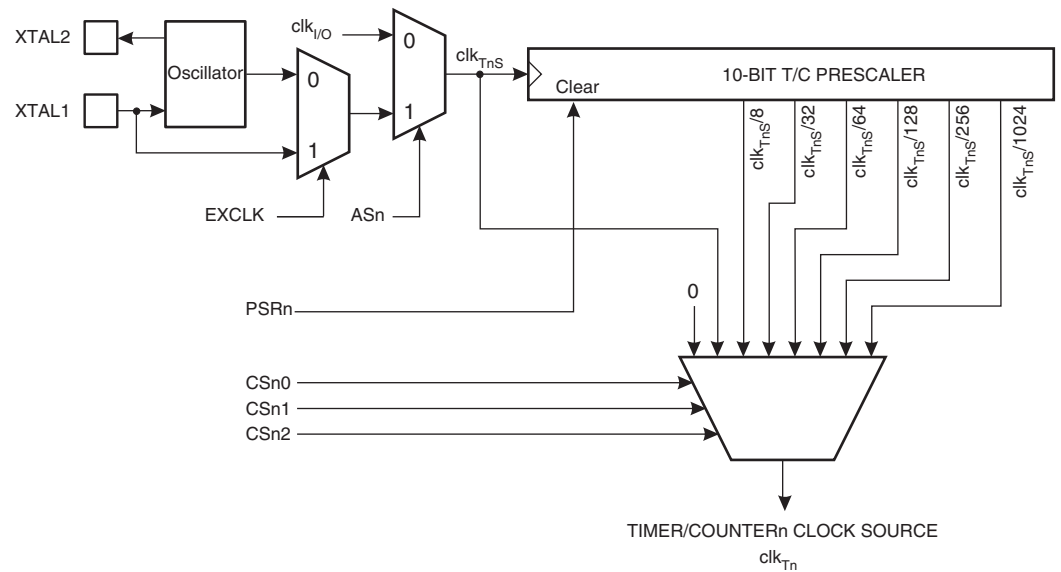 XTAL2
XTAL1
Oscillator
clkI/O
0
1
0
1
EXCLK
ASn
clkTnS
10-BIT T/C PRESCALER
Clear
clkTnS/8
clkTnS/32
clkTnS/64
clkTnS/128
clkTnS/256
clkTnS/1024
PSRn
0
CSn0
CSn1
CSn2
TIMER/COUNTERn CLOCK SOURCE
clkTn